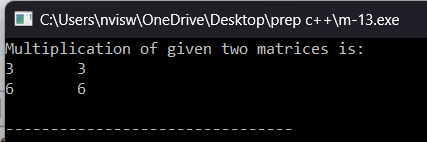 C:\Users\nvisw\OneDrive\Desktop\prep c++\m-13.exe
Multiplication of given two matrices is:
3 3
6 6
--------------------------------